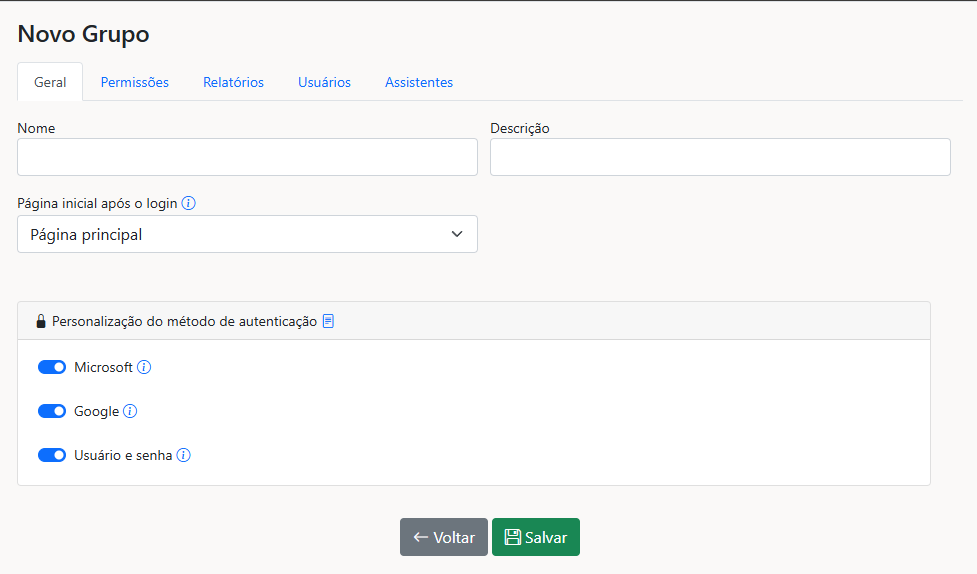 Novo Grupo
Geral Permissões Relatórios Usuários Assistentes
Nome Descrição
Página inicial após o login
Página principal
Personalização do método de autenticação
Microsoft
Google
Usuário e senha
Voltar Salvar